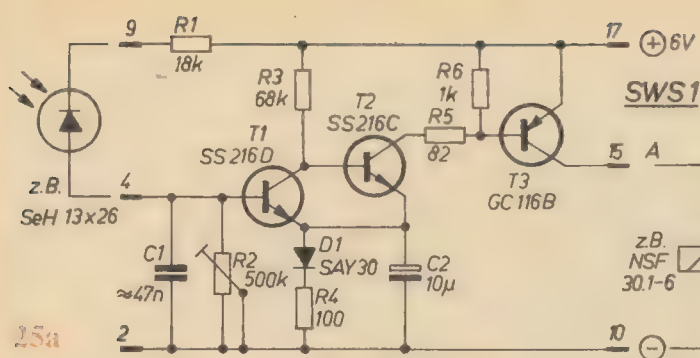 9
R1
18k
17
+ 6V
R3
68k
R6
1k
SWS1
T1
SS216D
T2
SS216C
R5
82
15 A
T3
GC116B
z.B.
SeH 13x26
4
C1
≈47n
R2
500k
D1
SAY30
R4
100
C2
10µ
z.B.
NSF
30.1-6
25a
2
10 −